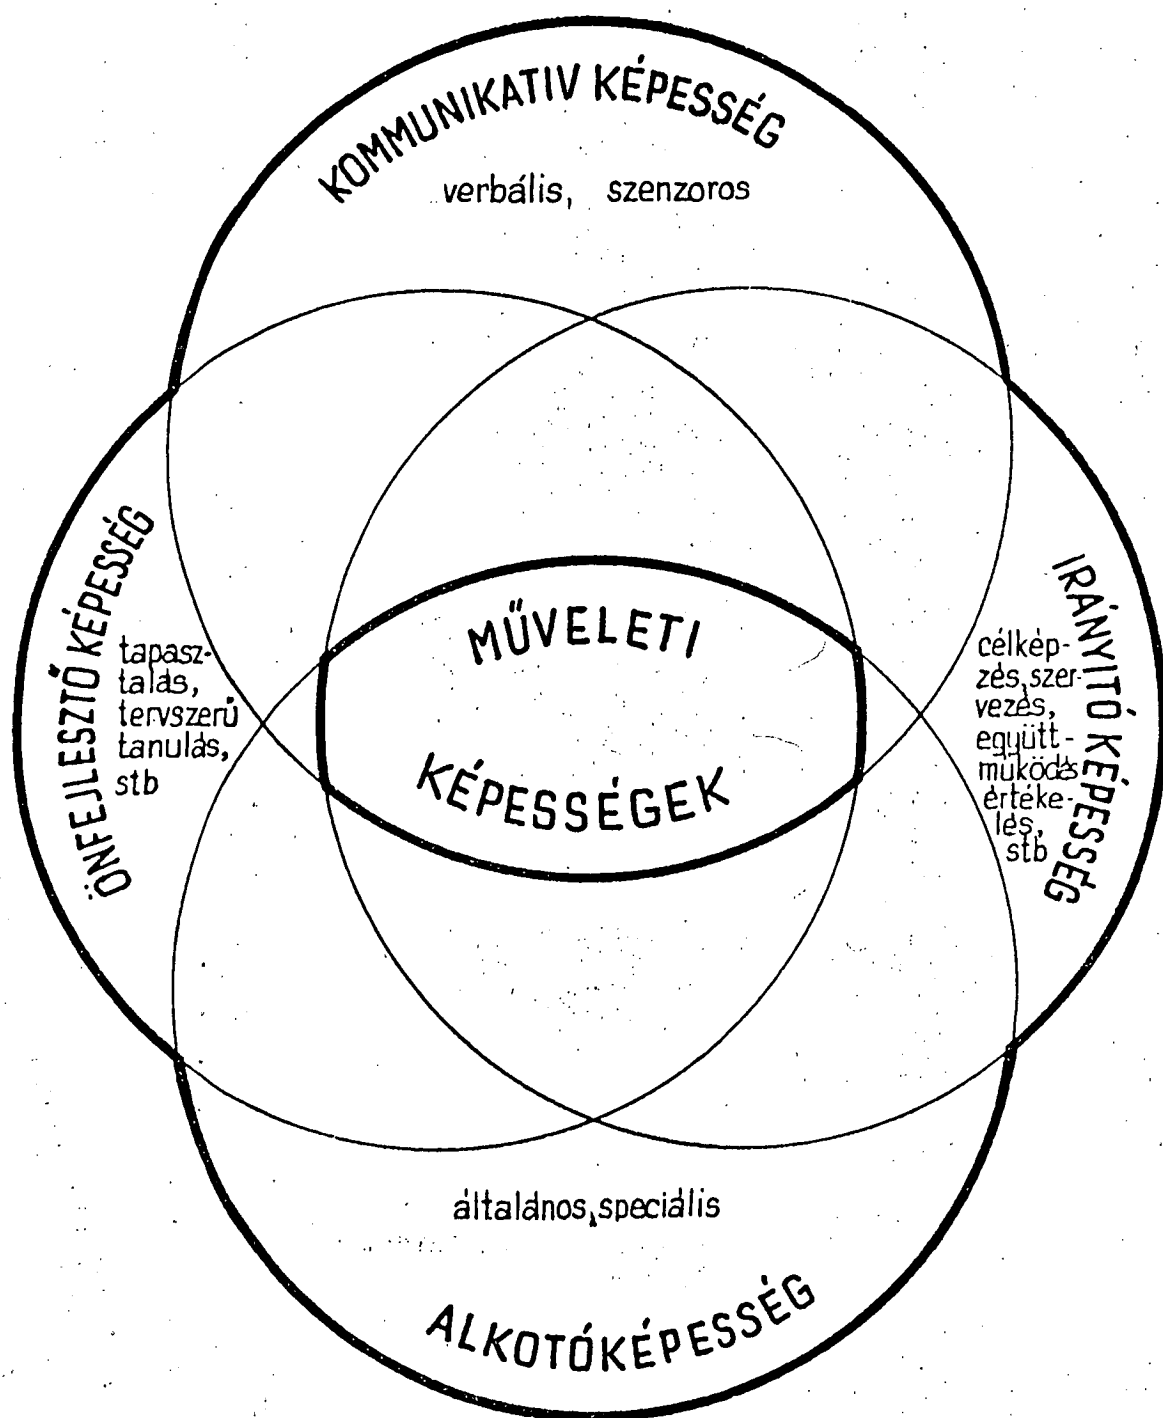 KOMMUNIKATIV KÉPESSÉG
verbális, szenzoros
ÖNFEJLESZTŐ KÉPESSÉG
tapasz-
talás,
tervszerű
tanulás,
stb
MŰVELETI
KÉPESSÉGEK
IRÁNYITÓ KÉPESSÉG
célkép-
zés, szer-
vezés,
együtt-
müködés
értéke-
lés,
stb
általános, speciális
ALKOTÓKÉPESSÉG